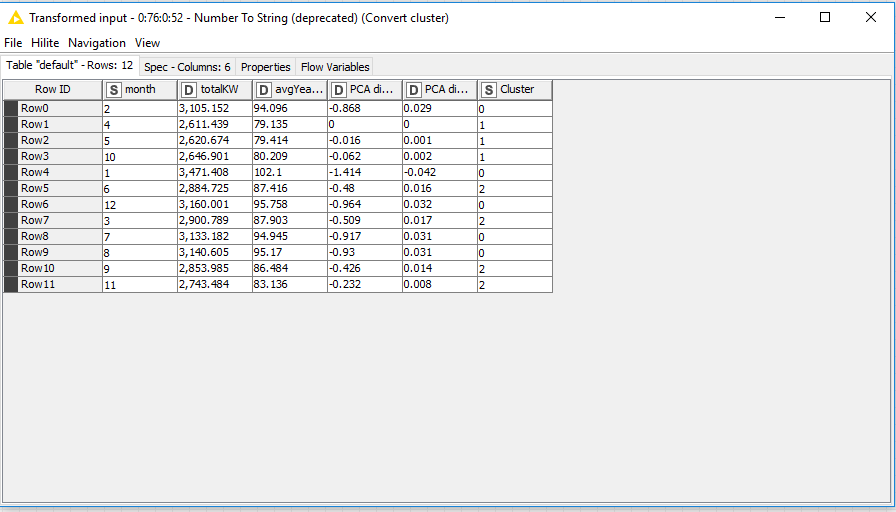 Transformed input - 0:76:0:52 - Number To String (deprecated) (Convert cluster)
File Hilite Navigation View
Table "default" - Rows: 12 Spec - Columns: 6 Properties Flow Variables
Row ID S month D totalKW D avgYea... D PCA di... D PCA di... S Cluster
Row0 2 3,105.152 94.096 -0.868 0.029 0
Row1 4 2,611.439 79.135 0 0 1
Row2 5 2,620.674 79.414 -0.016 0.001 1
Row3 10 2,646.901 80.209 -0.062 0.002 1
Row4 1 3,471.408 102.1 -1.414 -0.042 0
Row5 6 2,884.725 87.416 -0.48 0.016 2
Row6 12 3,160.001 95.758 -0.964 0.032 0
Row7 3 2,900.789 87.903 -0.509 0.017 2
Row8 7 3,133.182 94.945 -0.917 0.031 0
Row9 8 3,140.605 95.17 -0.93 0.031 0
Row10 9 2,853.985 86.484 -0.426 0.014 2
Row11 11 2,743.484 83.136 -0.232 0.008 2